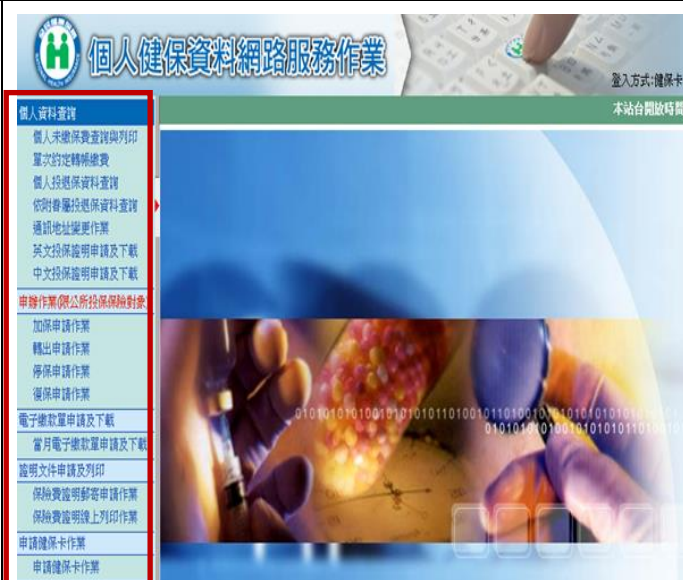 個人健保資料網路服務作業
登入方式:健保卡
本站台開放時間
個人資料查詢
個人未繳保費查詢與列印
單次約定轉帳繳費
個人投退保資料查詢
依附眷屬投退保資料查詢
通訊地址變更作業
英文投保證明申請及下載
中文投保證明申請及下載
申辦作業(限公所投保保險對象)
加保申請作業
轉出申請作業
停保申請作業
復保申請作業
電子繳款單申請及下載
當月電子繳款單申請及下載
證明文件申請及列印
保險費證明郵寄申請作業
保險費證明線上列印作業
申請健保卡作業
申請健保卡作業